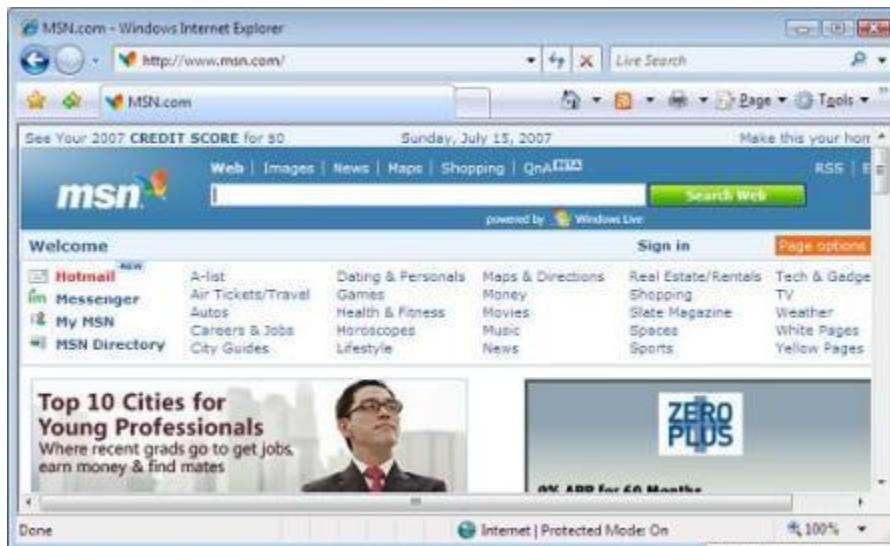 MSN.com - Windows Internet Explorer
http://www.msn.com/
Live Search
MSN.com
Page
Tools
See Your 2007 CREDIT SCORE for $0
Sunday, July 15, 2007
Make this your hom
Web | Images | News | Maps | Shopping | QnA BETA
RSS | E
msn
Search Web
powered by Windows Live
Welcome
Sign in
Page options
Hotmail NEW
Messenger
My MSN
MSN Directory
A-list
Air Tickets/Travel
Autos
Careers & Jobs
City Guides
Dating & Personals
Games
Health & Fitness
Horoscopes
Lifestyle
Maps & Directions
Money
Movies
Music
News
Real Estate/Rentals
Shopping
Slate Magazine
Spaces
Sports
Tech & Gadge
TV
Weather
White Pages
Yellow Pages
Top 10 Cities for
Young Professionals
Where recent grads go to get jobs,
earn money & find mates
ZERO
PLUS
0% APR for 60 Months
Done
Internet | Protected Mode: On
100%